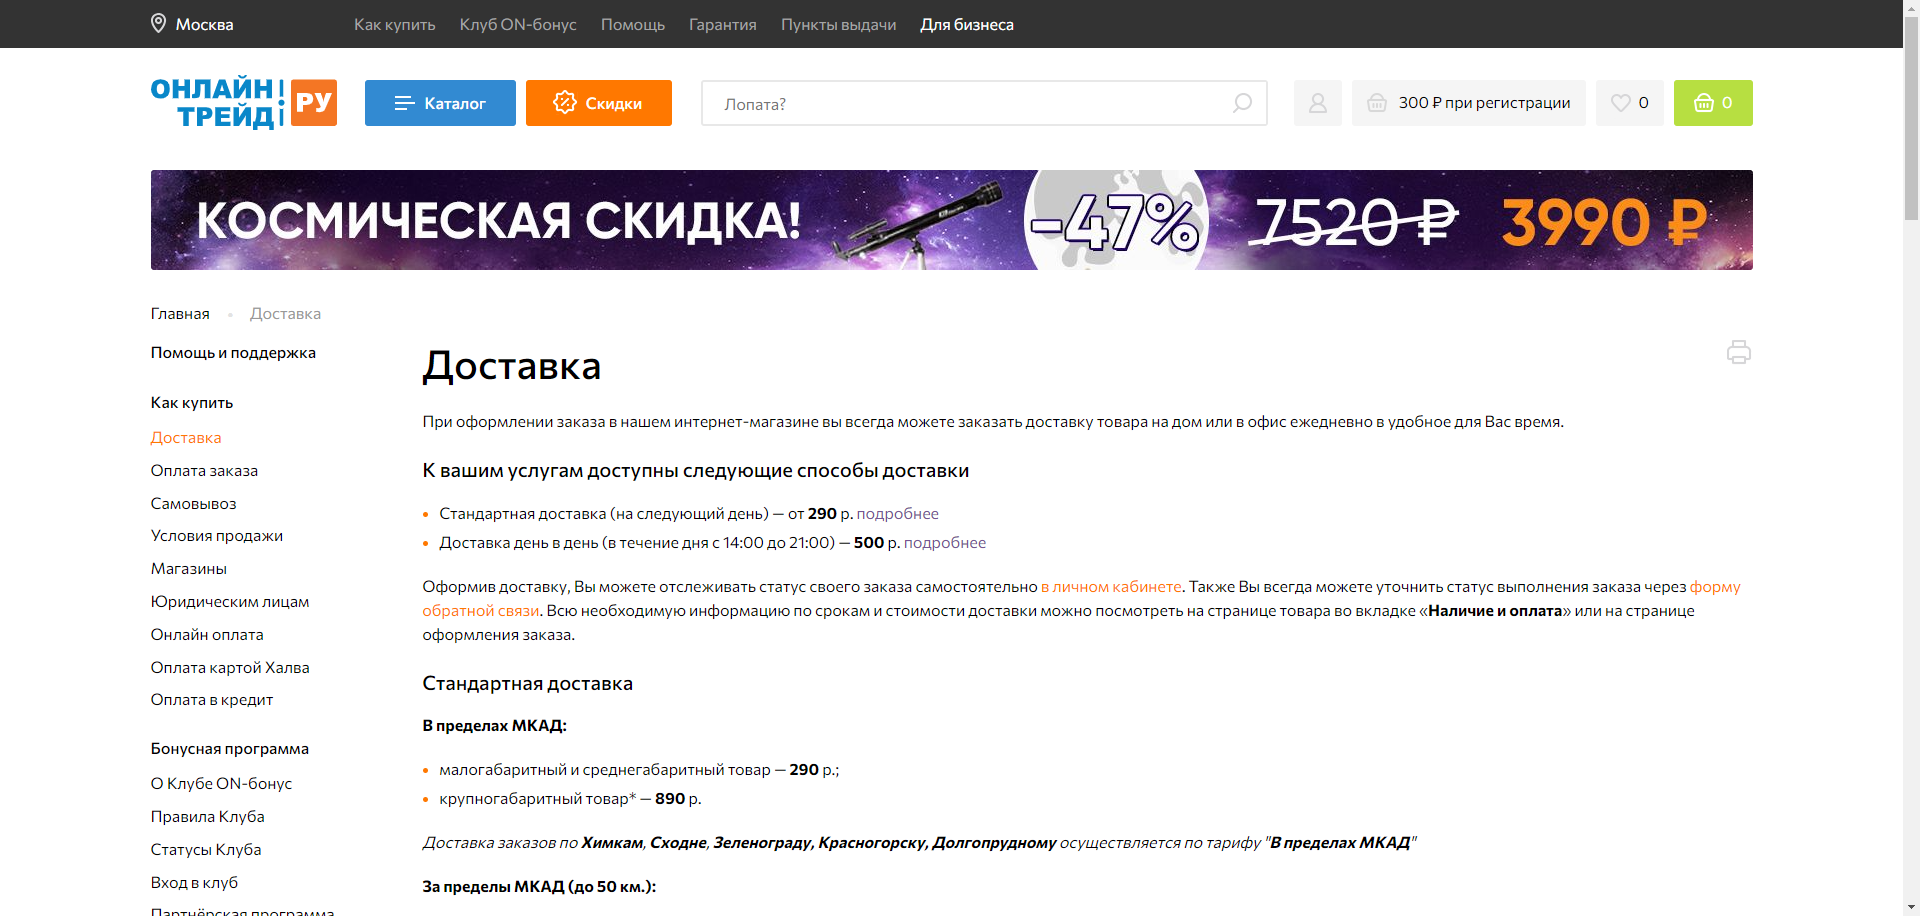 Москва
Как купить
Клуб ON-бонус
Помощь
Гарантия
Пункты выдачи
Для бизнеса
ОНЛАЙН
ТРЕЙД
РУ
Каталог
Скидки
Лопата?
300 ₽ при регистрации
0
0
КОСМИЧЕСКАЯ СКИДКА!
-47%
7520 ₽
3990 ₽
Главная
Доставка
Помощь и поддержка
Как купить
Доставка
Оплата заказа
Самовывоз
Условия продажи
Магазины
Юридическим лицам
Онлайн оплата
Оплата картой Халва
Оплата в кредит
Бонусная программа
О Клубе ON-бонус
Правила Клуба
Статусы Клуба
Вход в клуб
Партнёрская программа
Доставка
При оформлении заказа в нашем интернет-магазине вы всегда можете заказать доставку товара на дом или в офис ежедневно в удобное для Вас время.
К вашим услугам доступны следующие способы доставки
Стандартная доставка (на следующий день) — от 290 р. подробнее
Доставка день в день (в течение дня с 14:00 до 21:00) — 500 р. подробнее
Оформив доставку, Вы можете отслеживать статус своего заказа самостоятельно в личном кабинете. Также Вы всегда можете уточнить статус выполнения заказа через форму
обратной связи. Всю необходимую информацию по срокам и стоимости доставки можно посмотреть на странице товара во вкладке «Наличие и оплата» или на странице
оформления заказа.
Стандартная доставка
В пределах МКАД:
малогабаритный и среднегабаритный товар — 290 р.;
крупногабаритный товар* — 890 р.
Доставка заказов по Химкам, Сходне, Зеленограду, Красногорску, Долгопрудному осуществляется по тарифу "В пределах МКАД"
За пределы МКАД (до 50 км.):